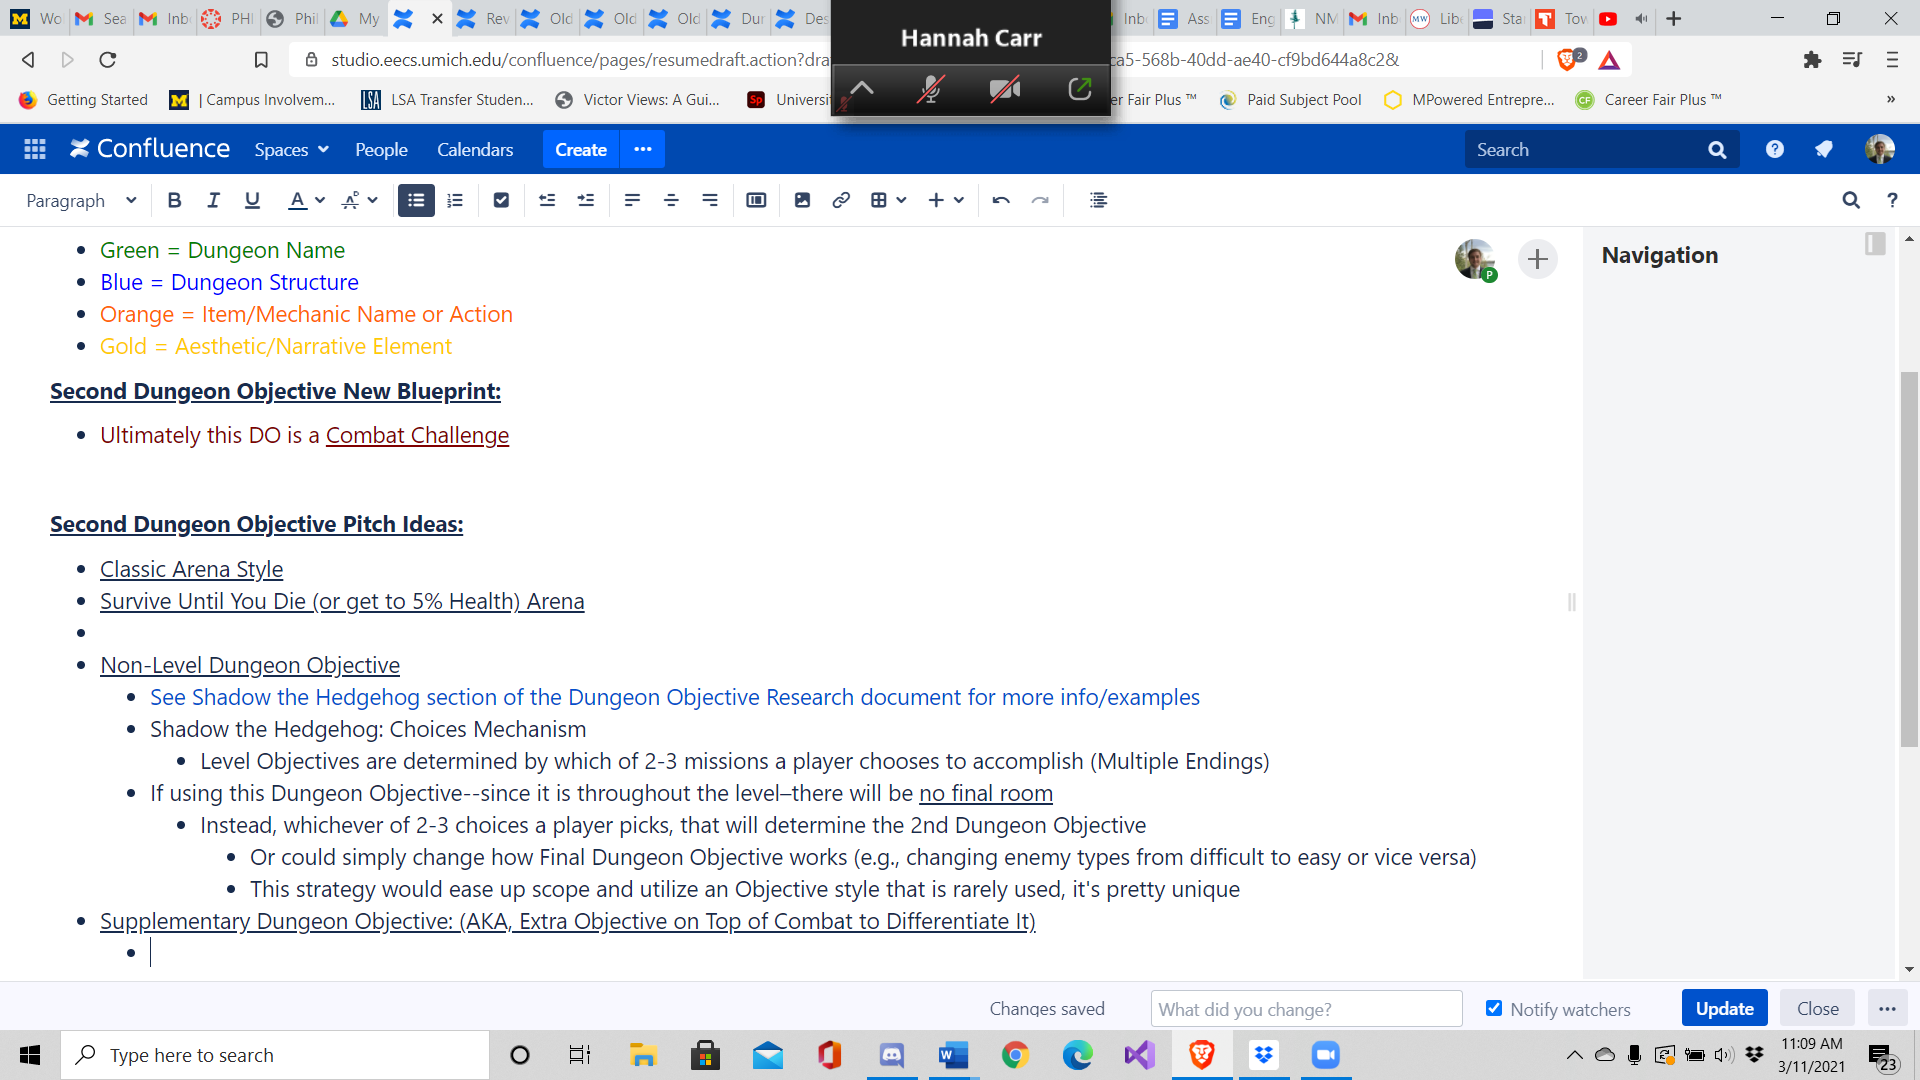 Wo
Sea
Inb
PHI
Phil
My
Rev
Old
Old
Old
Dun
Des
Inb
Ass
Eng
NM
Inb
MW
Lib
Sta
Tow
Hannah Carr
studio.eecs.umich.edu/confluence/pages/resumedraft.action?dra
ca5-568b-40dd-ae40-cf9bd644a8c2&
2
Getting Started
| Campus Involvem...
LSA
LSA Transfer Studen...
Victor Views: A Gui...
Sp
Universi
er Fair Plus ™
Paid Subject Pool
MPowered Entrepre...
CF
Career Fair Plus ™
»
Confluence
Spaces
People
Calendars
Create
Search
Paragraph
B
I
U
A
Green = Dungeon Name
Blue = Dungeon Structure
Orange = Item/Mechanic Name or Action
Gold = Aesthetic/Narrative Element
P
Navigation
Second Dungeon Objective New Blueprint:
Ultimately this DO is a Combat Challenge
Second Dungeon Objective Pitch Ideas:
Classic Arena Style
Survive Until You Die (or get to 5% Health) Arena
Non-Level Dungeon Objective
See Shadow the Hedgehog section of the Dungeon Objective Research document for more info/examples
Shadow the Hedgehog: Choices Mechanism
Level Objectives are determined by which of 2-3 missions a player chooses to accomplish (Multiple Endings)
If using this Dungeon Objective--since it is throughout the level–there will be no final room
Instead, whichever of 2-3 choices a player picks, that will determine the 2nd Dungeon Objective
Or could simply change how Final Dungeon Objective works (e.g., changing enemy types from difficult to easy or vice versa)
This strategy would ease up scope and utilize an Objective style that is rarely used, it's pretty unique
Supplementary Dungeon Objective: (AKA, Extra Objective on Top of Combat to Differentiate It)
Changes saved
What did you change?
Notify watchers
Update
Close
Type here to search
11:09 AM
3/11/2021
23